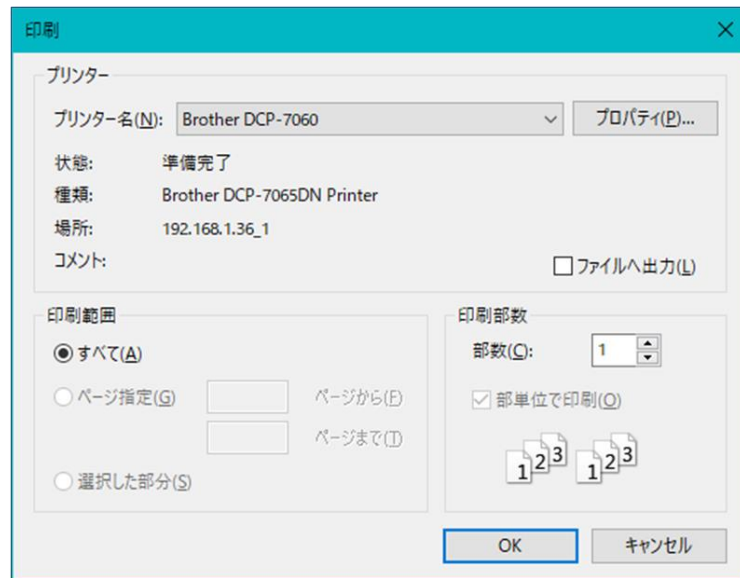 印刷
プリンター
プリンター名(N): Brother DCP-7060 プロパティ(P)...
状態: 準備完了
種類: Brother DCP-7065DN Printer
場所: 192.168.1.36_1
コメント: ファイルへ出力(L)
印刷範囲
すべて(A)
ページ指定(G) ページから(F)
ページまで(T)
選択した部分(S)
印刷部数
部数(C): 1
部単位で印刷(O)
1 2 3 1 2 3
OK キャンセル